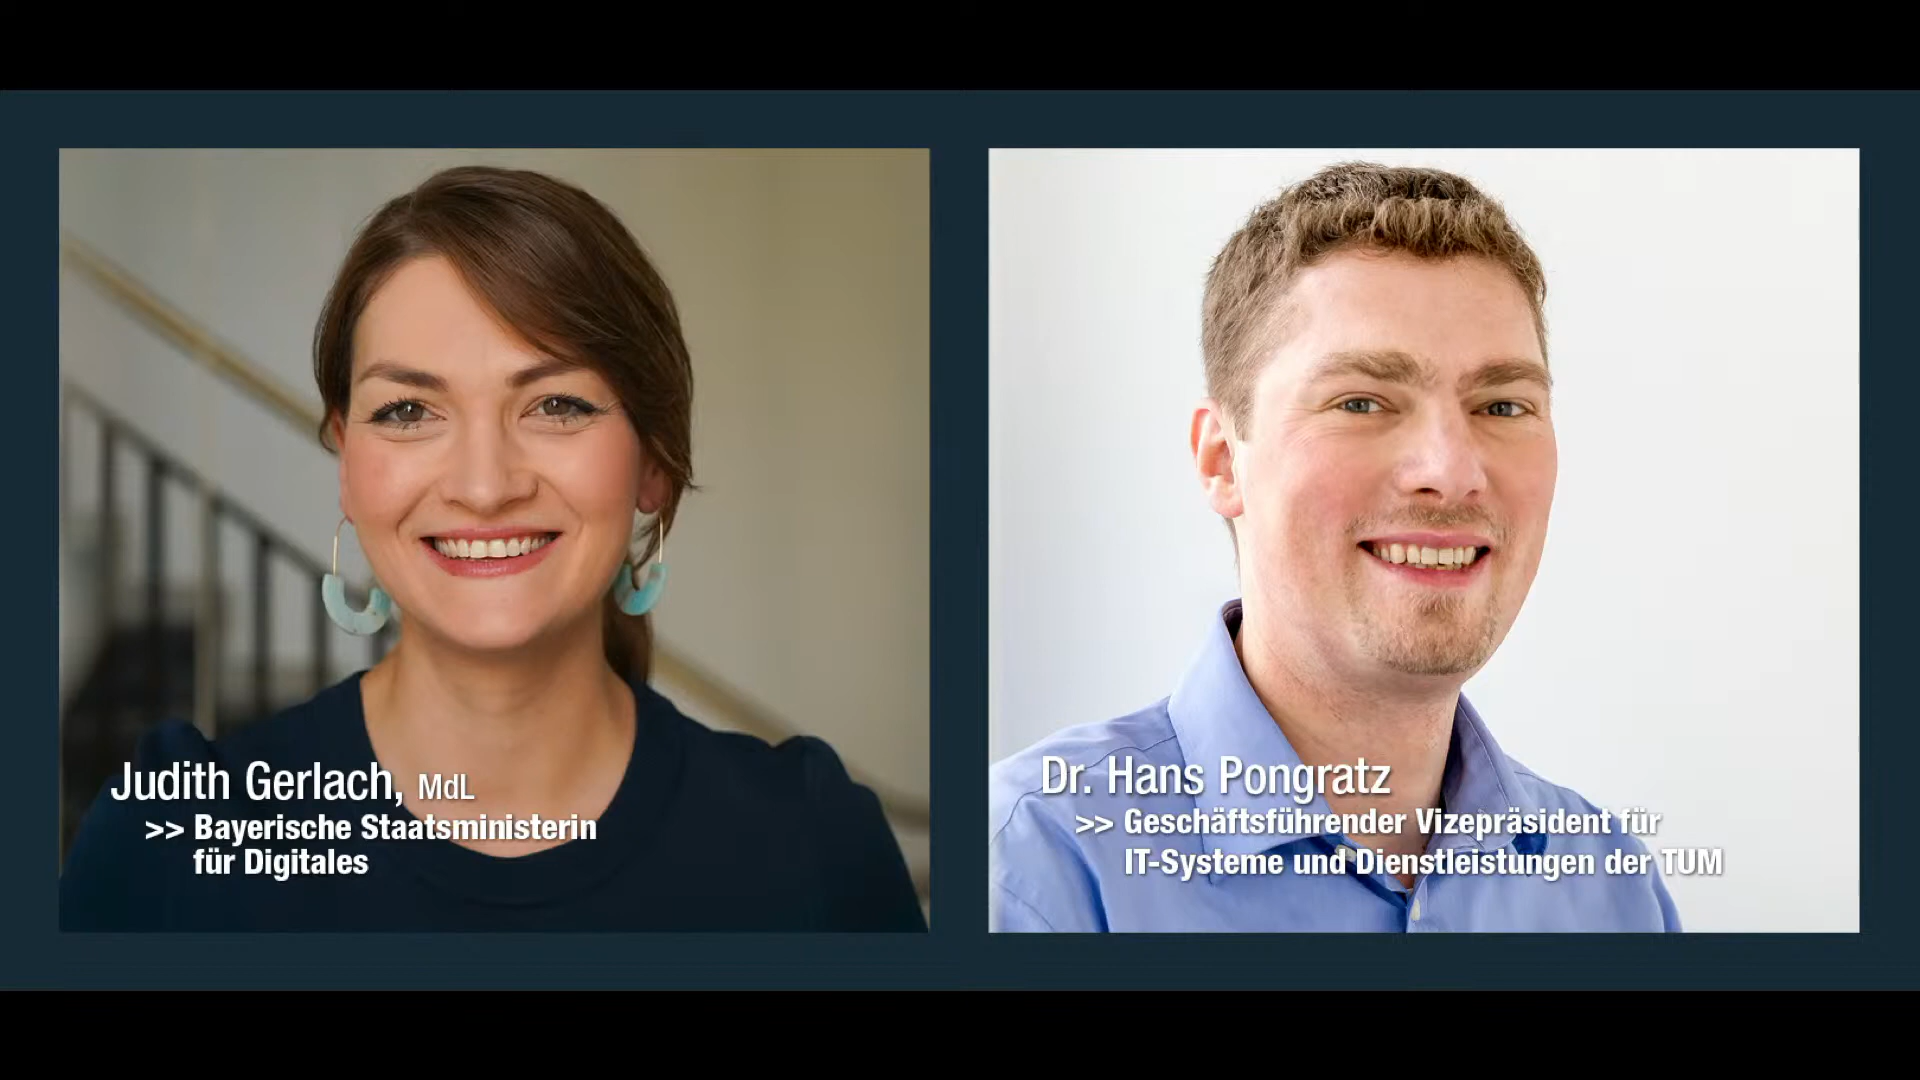 Judith Gerlach, MdL
>> Bayerische Staatsministerin
für Digitales
Dr. Hans Pongratz
>> Geschäftsführender Vizepräsident für
IT-Systeme und Dienstleistungen der TUM